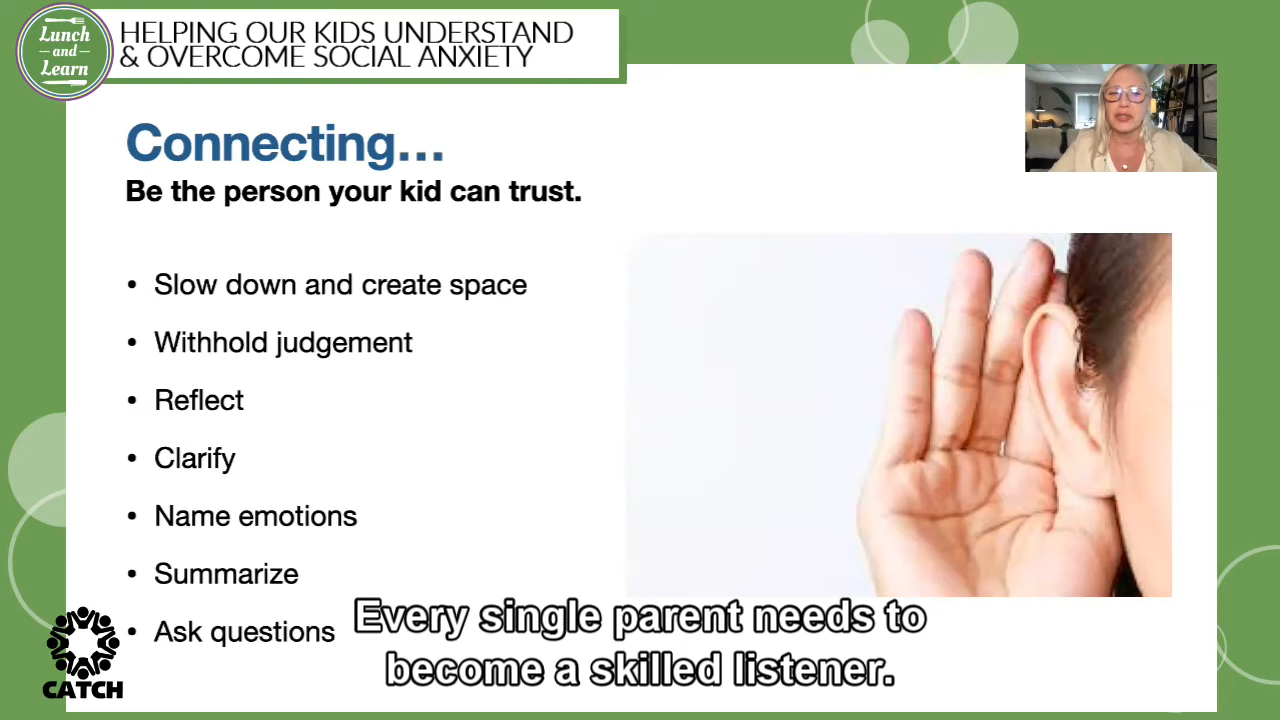 Lunch
and
Learn
HELPING OUR KIDS UNDERSTAND
& OVERCOME SOCIAL ANXIETY
Connecting…
Be the person your kid can trust.
• Slow down and create space
• Withhold judgement
• Reflect
• Clarify
• Name emotions
• Summarize
• Ask questions
Every single parent needs to
become a skilled listener.
CATCH